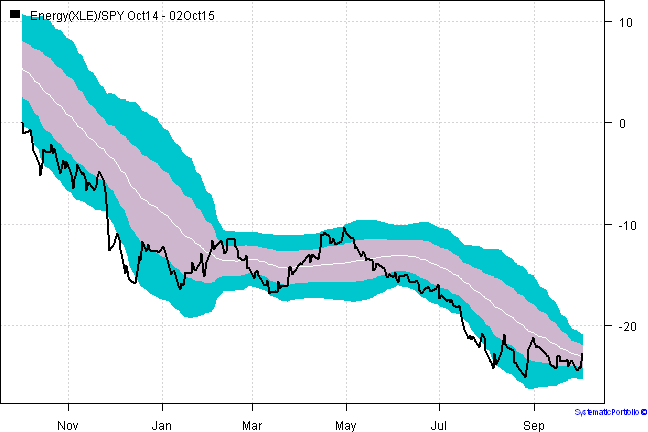 Energy(XLE)/SPY Oct14 - 02Oct15
10
0
-10
-20
Nov Jan Mar May Jul Sep
SystematicPortfolio ©